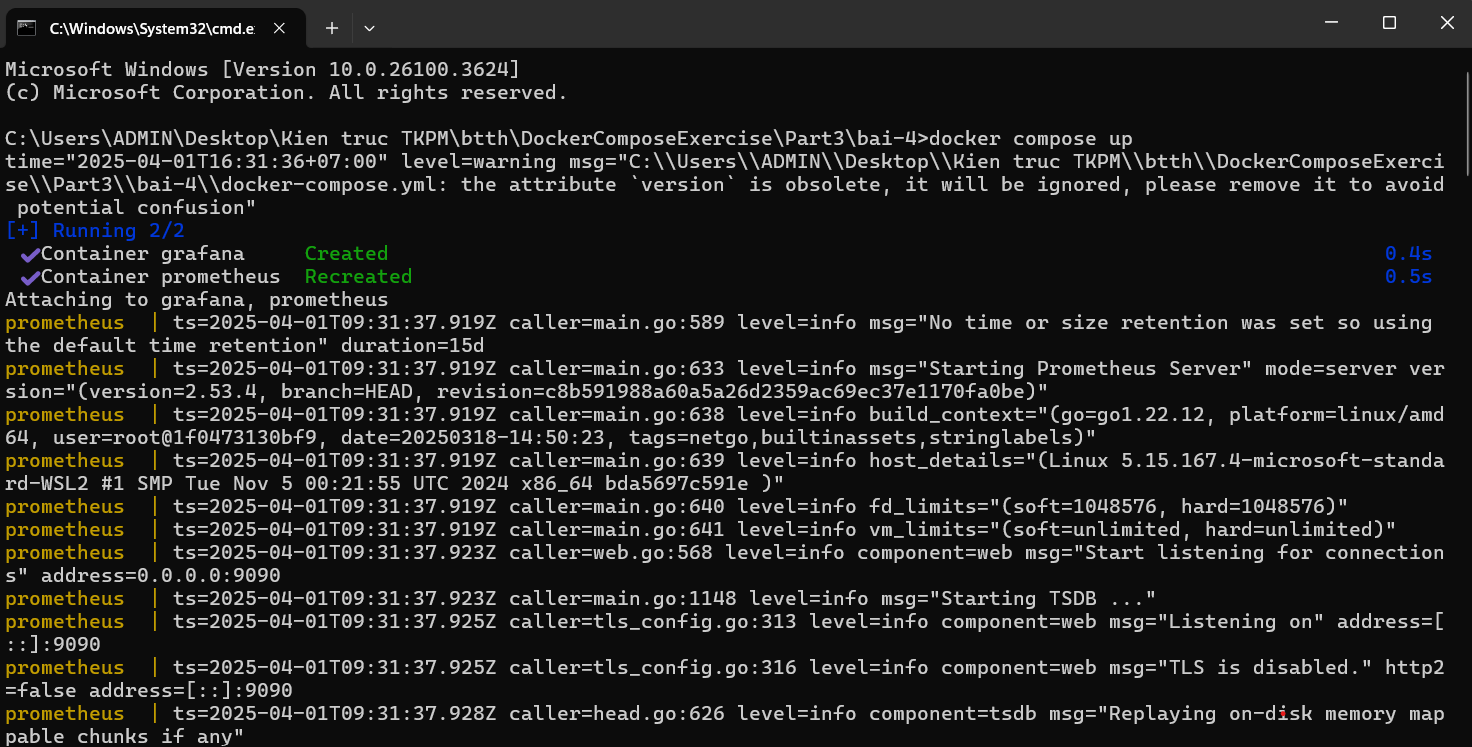 C:\Windows\System32\cmd.e
Microsoft Windows [Version 10.0.26100.3624]
(c) Microsoft Corporation. All rights reserved.
C:\Users\ADMIN\Desktop\Kien truc TKPM\btth\DockerComposeExercise\Part3\bai-4>docker compose up
time="2025-04-01T16:31:36+07:00" level=warning msg="C:\\Users\\ADMIN\\Desktop\\Kien truc TKPM\\btth\\DockerComposeExerci
se\\Part3\\bai-4\\docker-compose.yml: the attribute `version` is obsolete, it will be ignored, please remove it to avoid
 potential confusion"
[+] Running 2/2
✔Container grafana     Created     0.4s
✔Container prometheus  Recreated     0.5s
Attaching to grafana, prometheus
prometheus  | ts=2025-04-01T09:31:37.919Z caller=main.go:589 level=info msg="No time or size retention was set so using
the default time retention" duration=15d
prometheus  | ts=2025-04-01T09:31:37.919Z caller=main.go:633 level=info msg="Starting Prometheus Server" mode=server ver
sion="(version=2.53.4, branch=HEAD, revision=c8b591988a60a5a26d2359ac69ec37e1170fa0be)"
prometheus  | ts=2025-04-01T09:31:37.919Z caller=main.go:638 level=info build_context="(go=go1.22.12, platform=linux/amd
64, user=root@1f0473130bf9, date=20250318-14:50:23, tags=netgo,builtinassets,stringlabels)"
prometheus  | ts=2025-04-01T09:31:37.919Z caller=main.go:639 level=info host_details="(Linux 5.15.167.4-microsoft-standa
rd-WSL2 #1 SMP Tue Nov 5 00:21:55 UTC 2024 x86_64 bda5697c591e )"
prometheus  | ts=2025-04-01T09:31:37.919Z caller=main.go:640 level=info fd_limits="(soft=1048576, hard=1048576)"
prometheus  | ts=2025-04-01T09:31:37.919Z caller=main.go:641 level=info vm_limits="(soft=unlimited, hard=unlimited)"
prometheus  | ts=2025-04-01T09:31:37.923Z caller=web.go:568 level=info component=web msg="Start listening for connection
s" address=0.0.0.0:9090
prometheus  | ts=2025-04-01T09:31:37.923Z caller=main.go:1148 level=info msg="Starting TSDB ..."
prometheus  | ts=2025-04-01T09:31:37.925Z caller=tls_config.go:313 level=info component=web msg="Listening on" address=[
::]:9090
prometheus  | ts=2025-04-01T09:31:37.925Z caller=tls_config.go:316 level=info component=web msg="TLS is disabled." http2
=false address=[::]:9090
prometheus  | ts=2025-04-01T09:31:37.928Z caller=head.go:626 level=info component=tsdb msg="Replaying on-disk memory map
pable chunks if any"